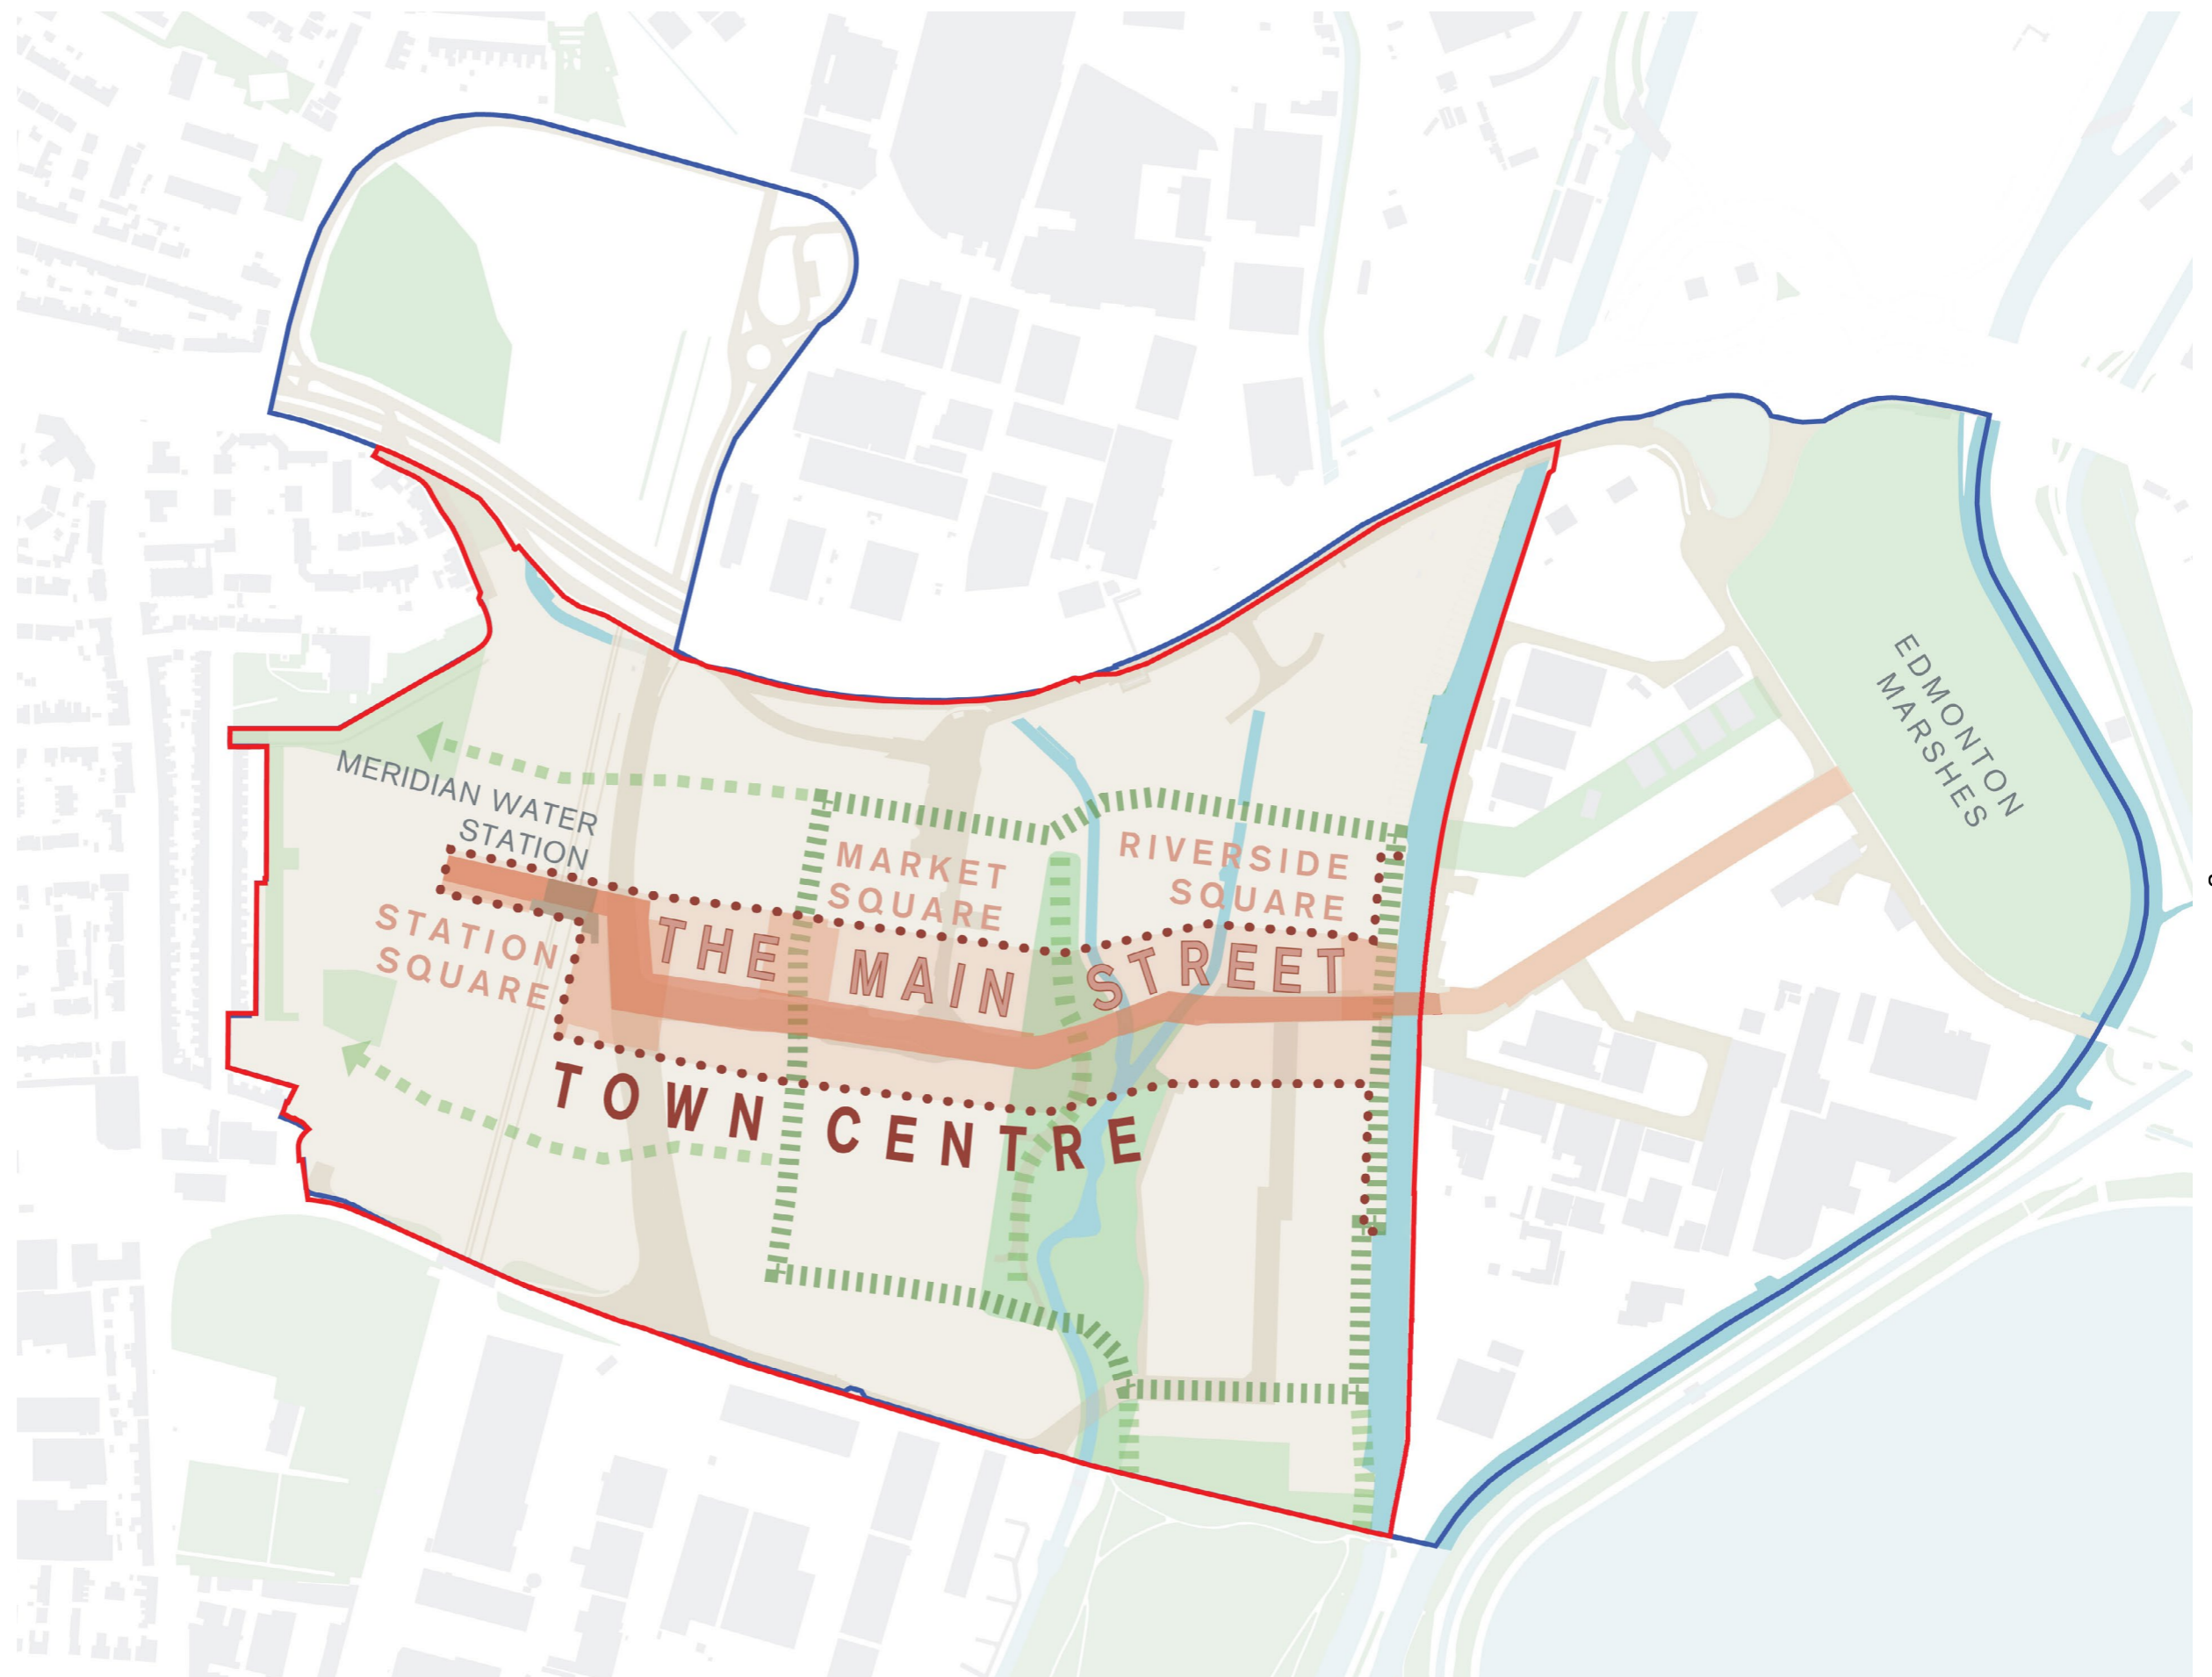 EDMONTON
MARSHES
MERIDIAN WATER
STATION
MARKET
SQUARE
RIVERSIDE
SQUARE
STATION
SQUARE
THE MAIN STREET
TOWN CENTRE